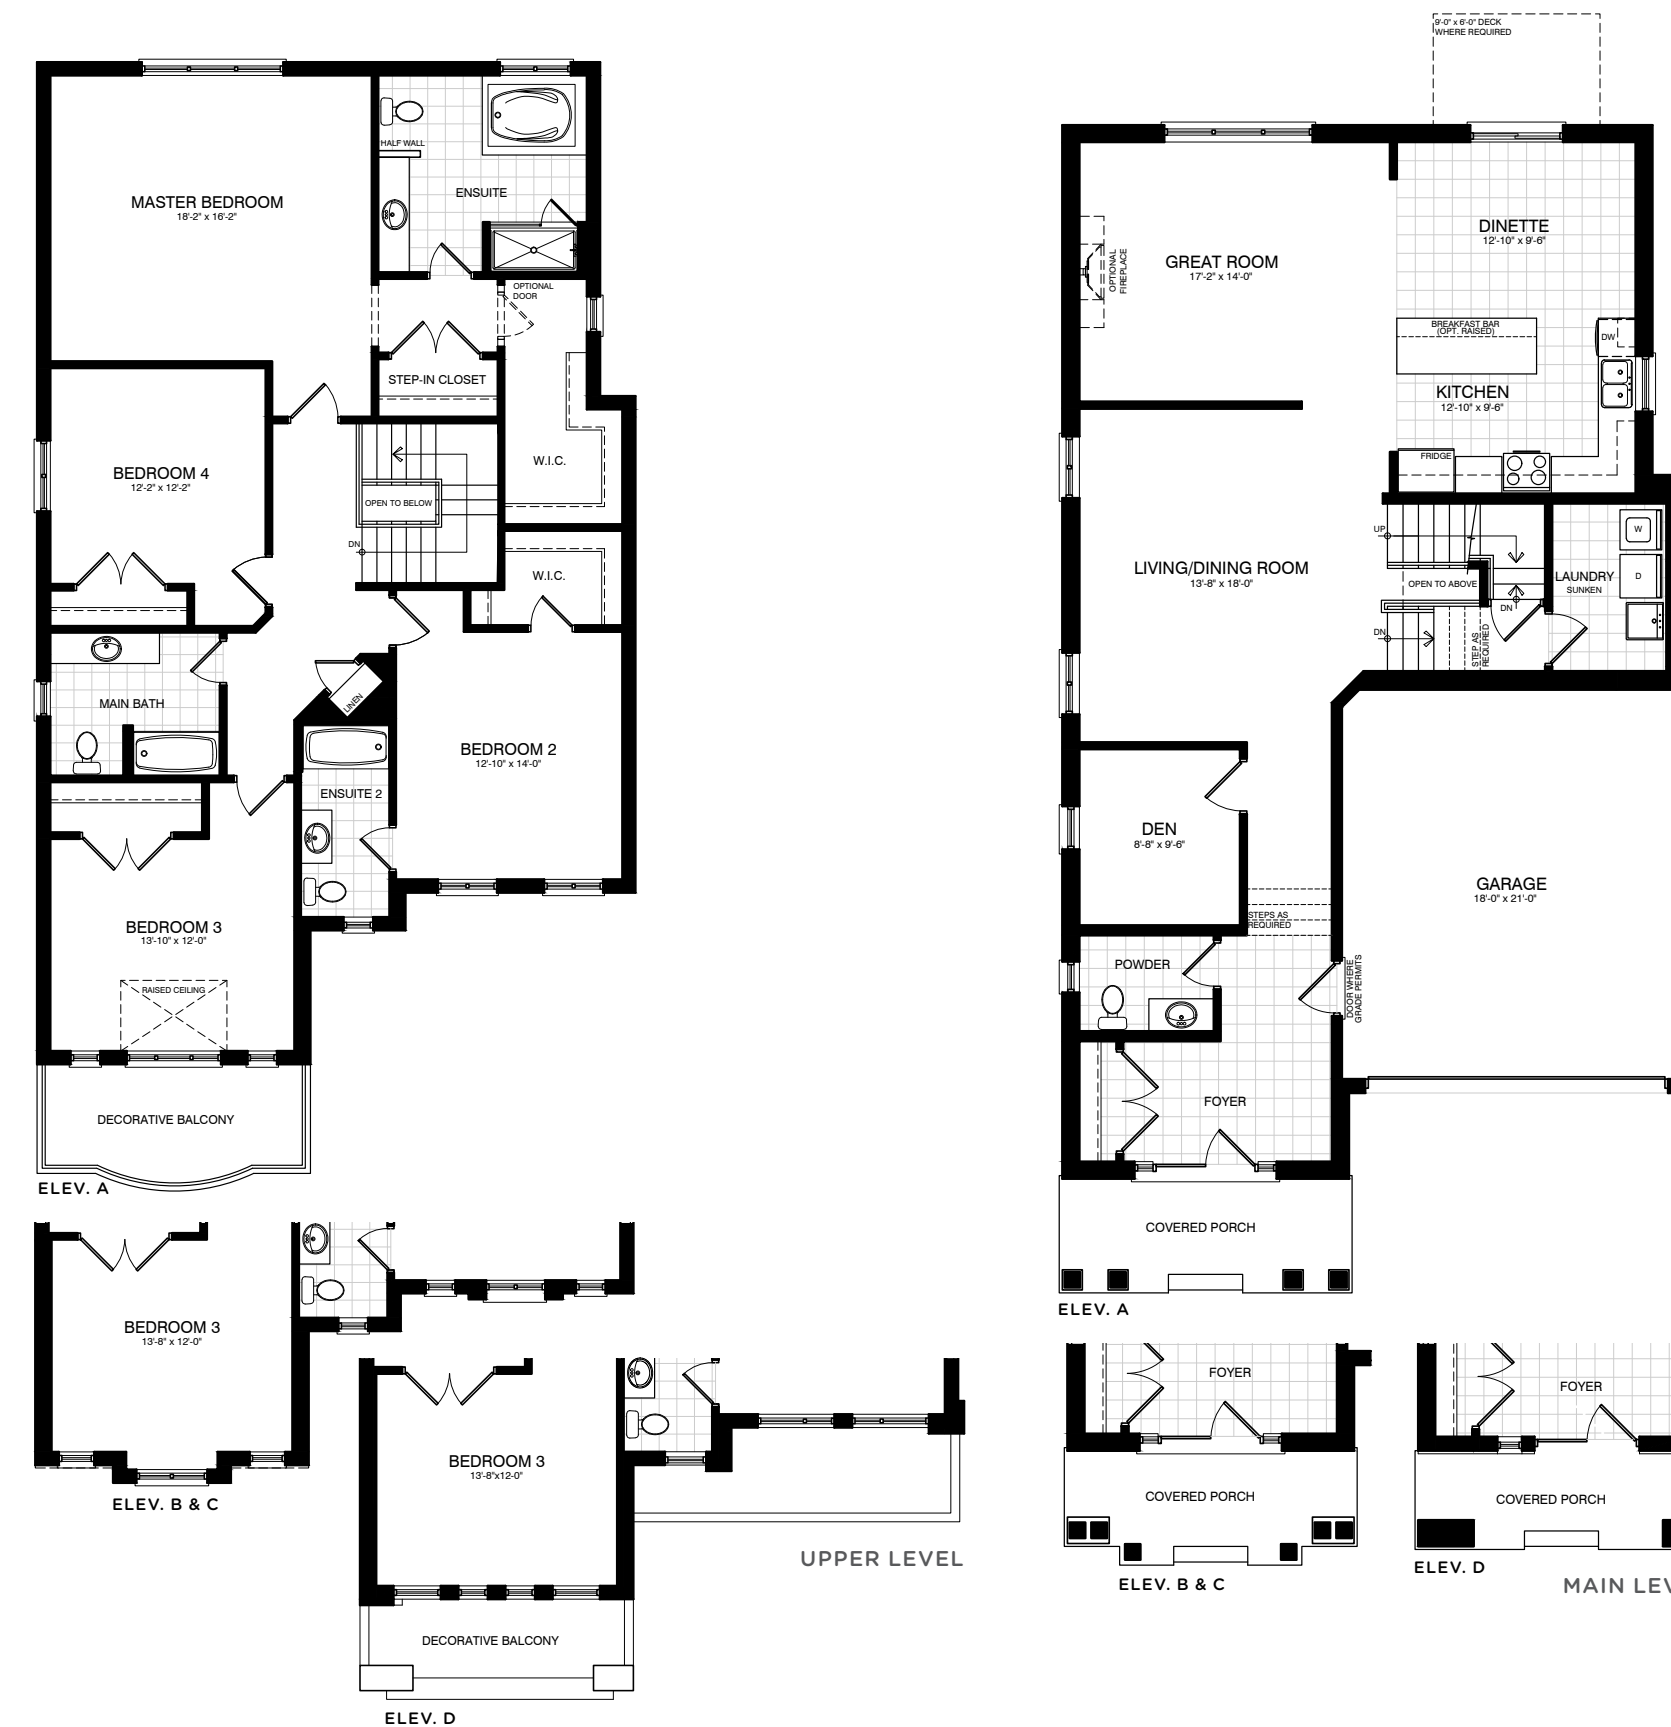 MASTER BEDROOM
18'-2" x 16'-2"
HALF WALL
ENSUITE
OPTIONAL
DOOR
STEP-IN CLOSET
W.I.C.
BEDROOM 4
12'-2" x 12'-2"
OPEN TO BELOW
DN
W.I.C.
MAIN BATH
LINEN
BEDROOM 2
12'-10" x 14'-0"
ENSUITE 2
BEDROOM 3
13'-10" x 12'-0"
RAISED CEILING
DECORATIVE BALCONY
ELEV. A
BEDROOM 3
13'-8" x 12'-0"
ELEV. B & C
BEDROOM 3
13'-8"x12-0"
DECORATIVE BALCONY
ELEV. D
UPPER LEVEL
9'-0" x 6'-0" DECK
WHERE REQUIRED
DINETTE
12'-10" x 9'-6"
GREAT ROOM
17'-2" x 14'-0"
OPTIONAL
FIREPLACE
BREAKFAST BAR
(OPT. RAISED)
DW
KITCHEN
12'-10" x 9'-6"
FRIDGE
UP
W
LIVING/DINING ROOM
13'-8" x 18'-0"
OPEN TO ABOVE
LAUNDRY
SUNKEN
D
DN
DN
STEP AS
REQUIRED
DEN
8'-8" x 9'-6"
GARAGE
18'-0" x 21'-0"
STEPS AS
REQUIRED
POWDER
DOOR WHERE
GRADE PERMITS
FOYER
COVERED PORCH
ELEV. A
FOYER
COVERED PORCH
ELEV. B & C
FOYER
COVERED PORCH
ELEV. D
MAIN LEV